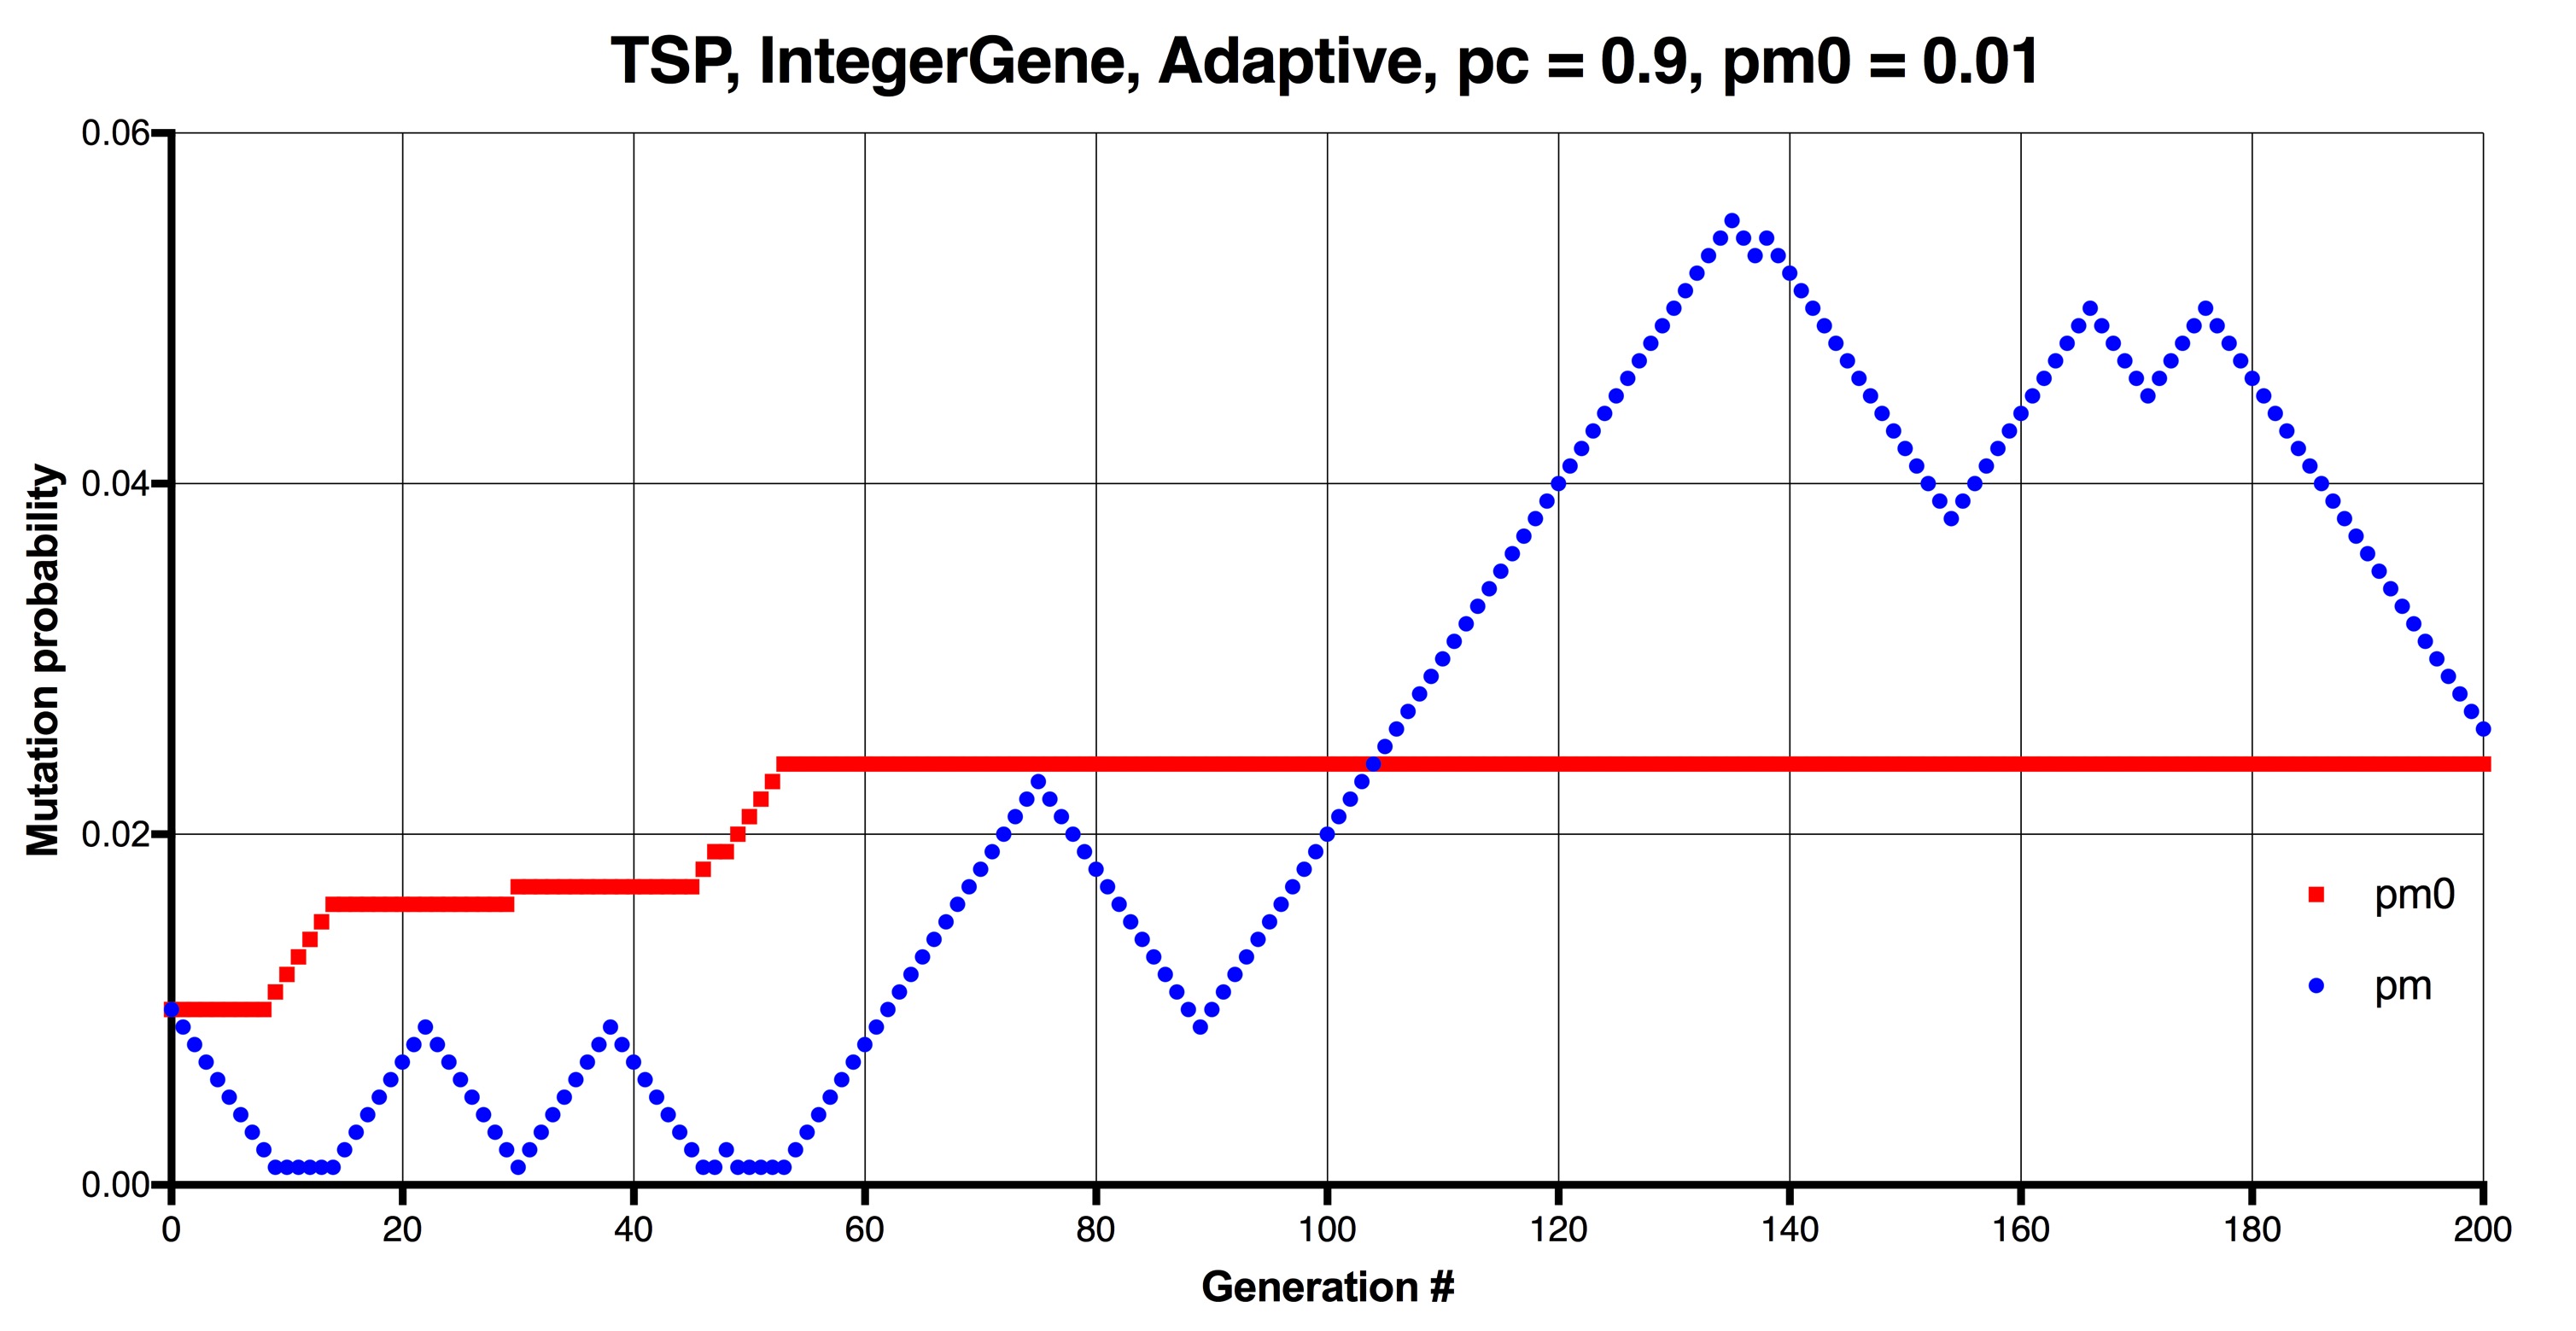 TSP, IntegerGene, Adaptive, pc = 0.9, pm0 = 0.01
0.06
0.04
0.02
0.00
Mutation probability
0 20 40 60 80 100 120 140 160 180 200
Generation #
pm0
pm